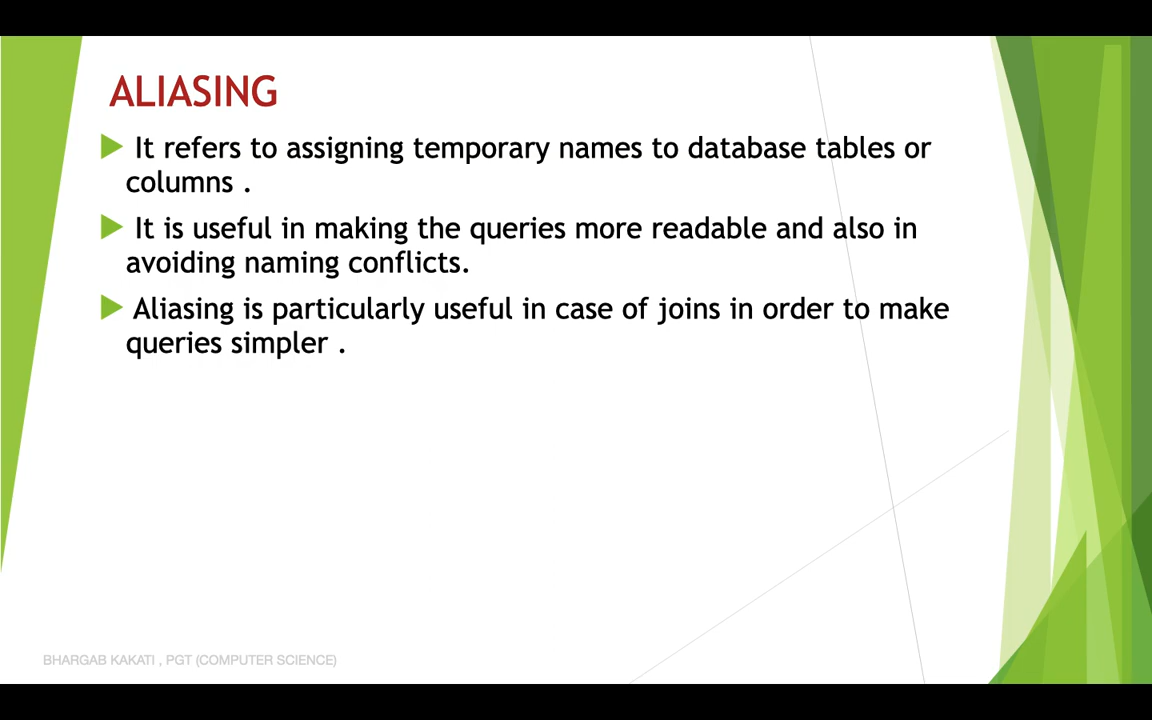 ALIASING
It refers to assigning temporary names to database tables or
columns .
It is useful in making the queries more readable and also in
avoiding naming conflicts.
Aliasing is particularly useful in case of joins in order to make
queries simpler .
BHARGAB KAKATI , PGT (COMPUTER SCIENCE)